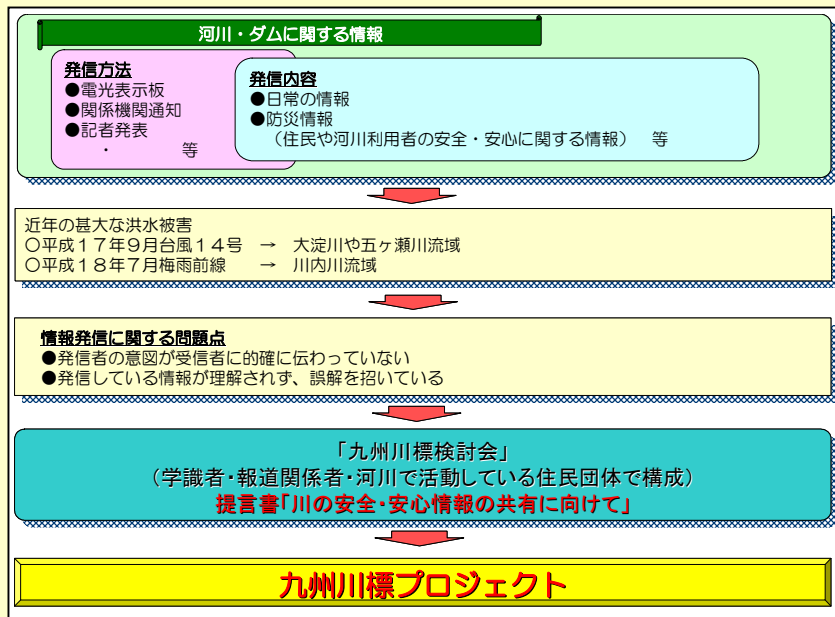 河川・ダムに関する情報
発信方法
●電光表示板
●関係機関通知
●記者発表
・　　　　等
発信内容
●日常の情報
●防災情報
（住民や河川利用者の安全・安心に関する情報）　等
近年の甚大な洪水被害
○平成１７年９月台風１４号　→　大淀川や五ヶ瀬川流域
○平成１８年７月梅雨前線　　→　川内川流域
情報発信に関する問題点
●発信者の意図が受信者に的確に伝わっていない
●発信している情報が理解されず、誤解を招いている
「九州川標検討会」
（学識者・報道関係者・河川で活動している住民団体で構成）
提言書「川の安全・安心情報の共有に向けて」
九州川標プロジェクト